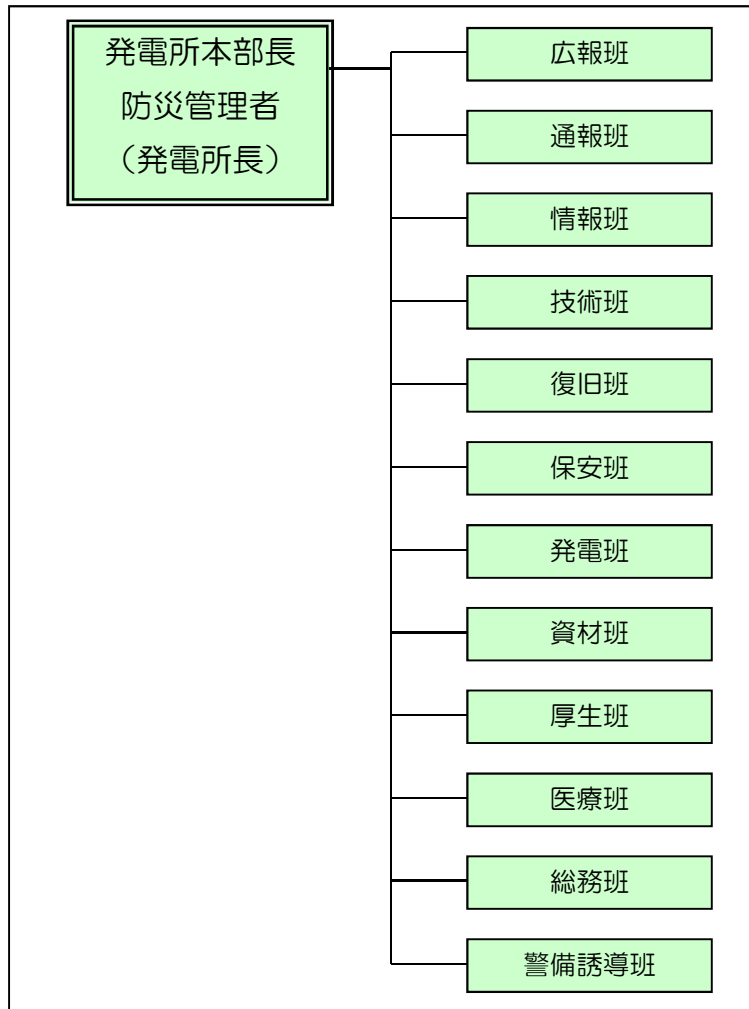 発電所本部長
防災管理者
（発電所長）
広報班
通報班
情報班
技術班
復旧班
保安班
発電班
資材班
厚生班
医療班
総務班
警備誘導班